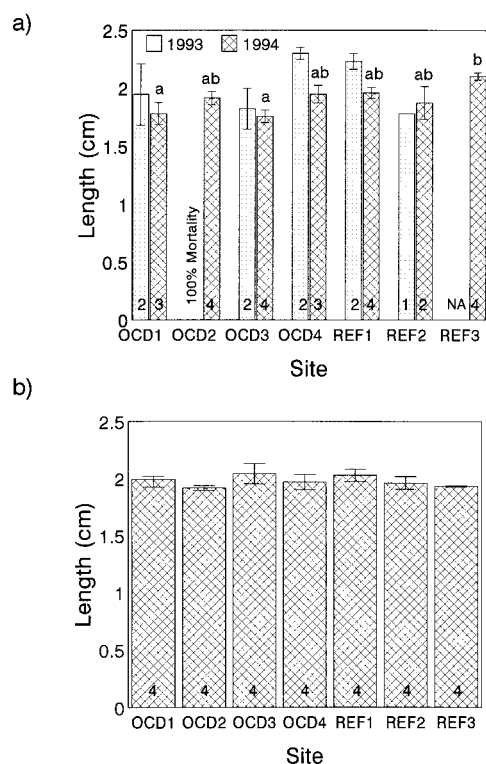 a)
1993 1994
2.5
2
1.5
1
0.5
0
Length (cm)
a ab a ab ab ab b
100% Mortality
2 3 4 2 4 2 3 2 4 1 2 NA 4
OCD1 OCD2 OCD3 OCD4 REF1 REF2 REF3
Site
b)
2.5
2
1.5
1
0.5
0
Length (cm)
4 4 4 4 4 4 4
OCD1 OCD2 OCD3 OCD4 REF1 REF2 REF3
Site